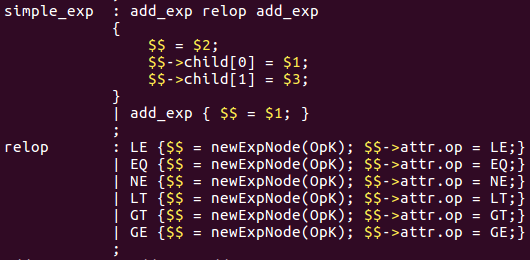 simple_exp : add_exp relop add_exp
{
$$ = $2;
$$->child[0] = $1;
$$->child[1] = $3;
}
| add_exp { $$ = $1; }
;
relop : LE {$$ = newExpNode(OpK); $$->attr.op = LE;}
| EQ {$$ = newExpNode(OpK); $$->attr.op = EQ;}
| NE {$$ = newExpNode(OpK); $$->attr.op = NE;}
| LT {$$ = newExpNode(OpK); $$->attr.op = LT;}
| GT {$$ = newExpNode(OpK); $$->attr.op = GT;}
| GE {$$ = newExpNode(OpK); $$->attr.op = GE;}
;